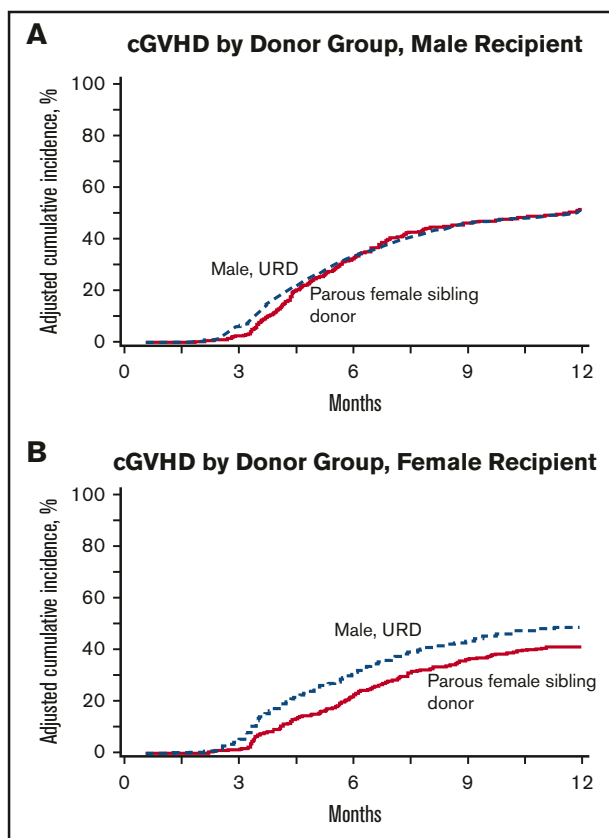 A
cGVHD by Donor Group, Male Recipient
Adjusted cumulative incidence, %
100
80
60
40
20
0
Male, URD
Parous female sibling
donor
0
3
6
9
12
Months
B
cGVHD by Donor Group, Female Recipient
Adjusted cumulative incidence, %
100
80
60
40
20
0
Male, URD
Parous female sibling
donor
0
3
6
9
12
Months